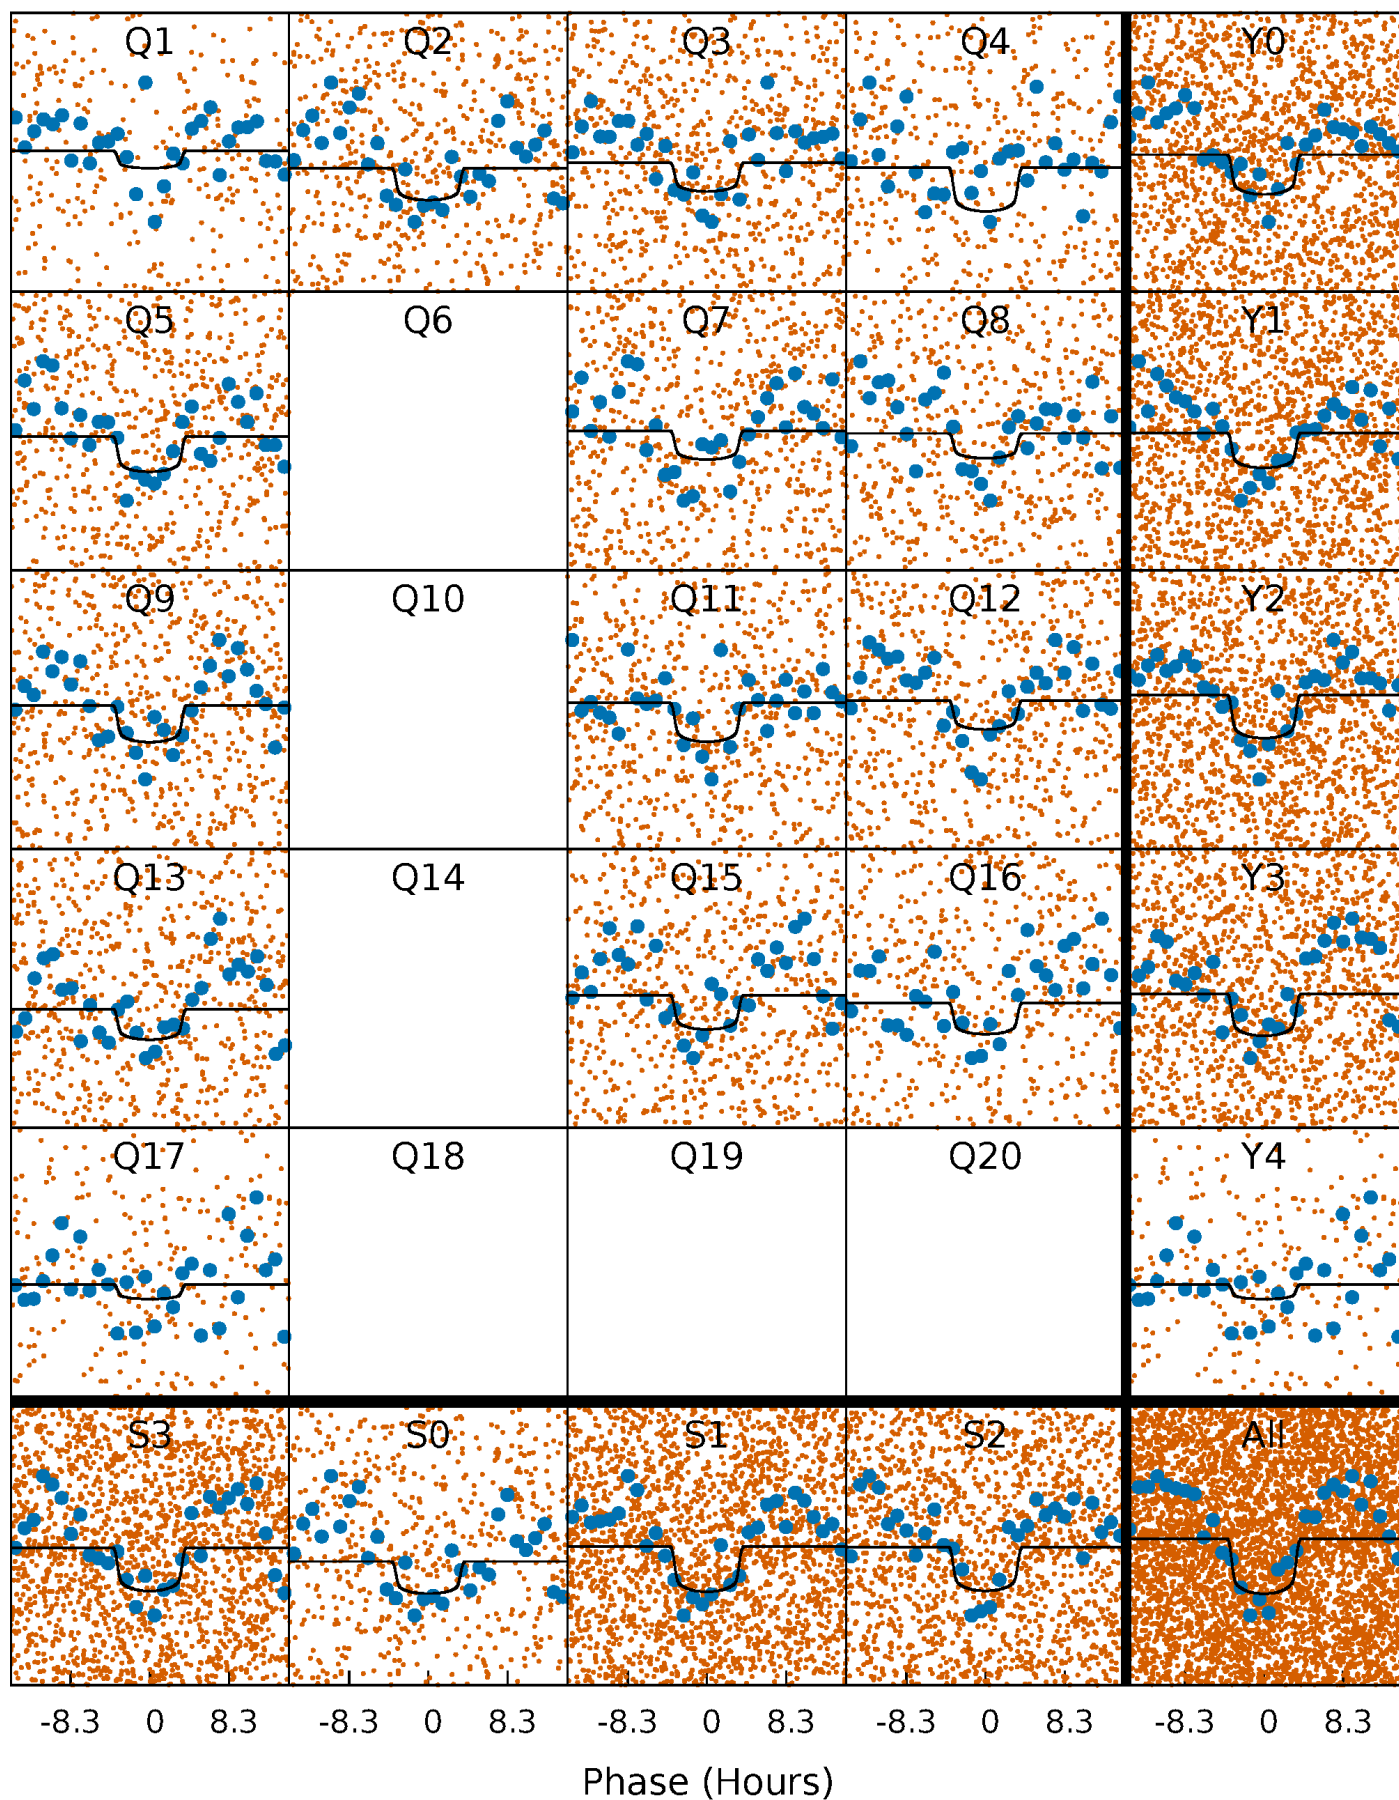 Q1 Q2 Q3 Q4 Y0
Q5 Q6 Q7 Q8 Y1
Q9 Q10 Q11 Q12 Y2
Q13 Q14 Q15 Q16 Y3
Q17 Q18 Q19 Q20 Y4
S3 S0 S1 S2 All
-8.3 0 8.3 -8.3 0 8.3 -8.3 0 8.3 -8.3 0 8.3 -8.3 0 8.3
Phase (Hours)